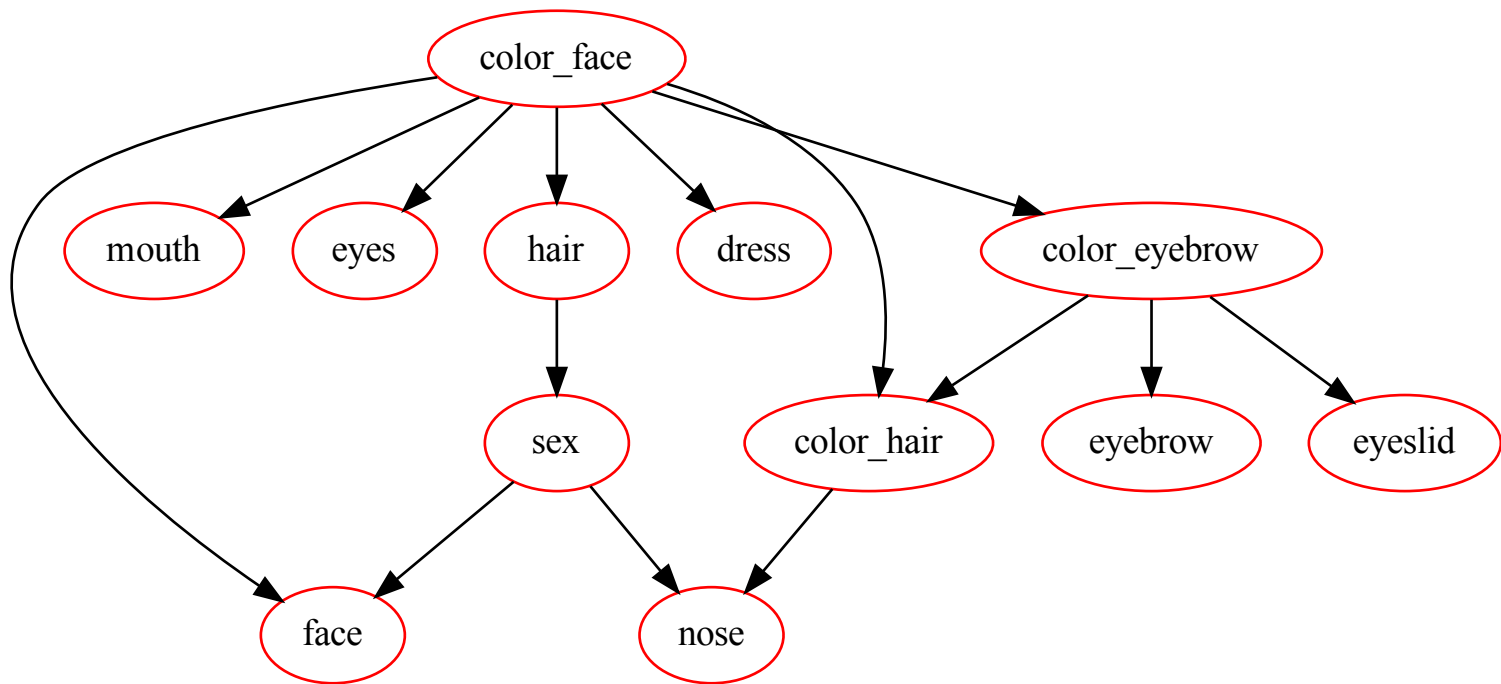 color_face
mouth
eyes
hair
dress
color_eyebrow
sex
color_hair
eyebrow
eyeslid
face
nose